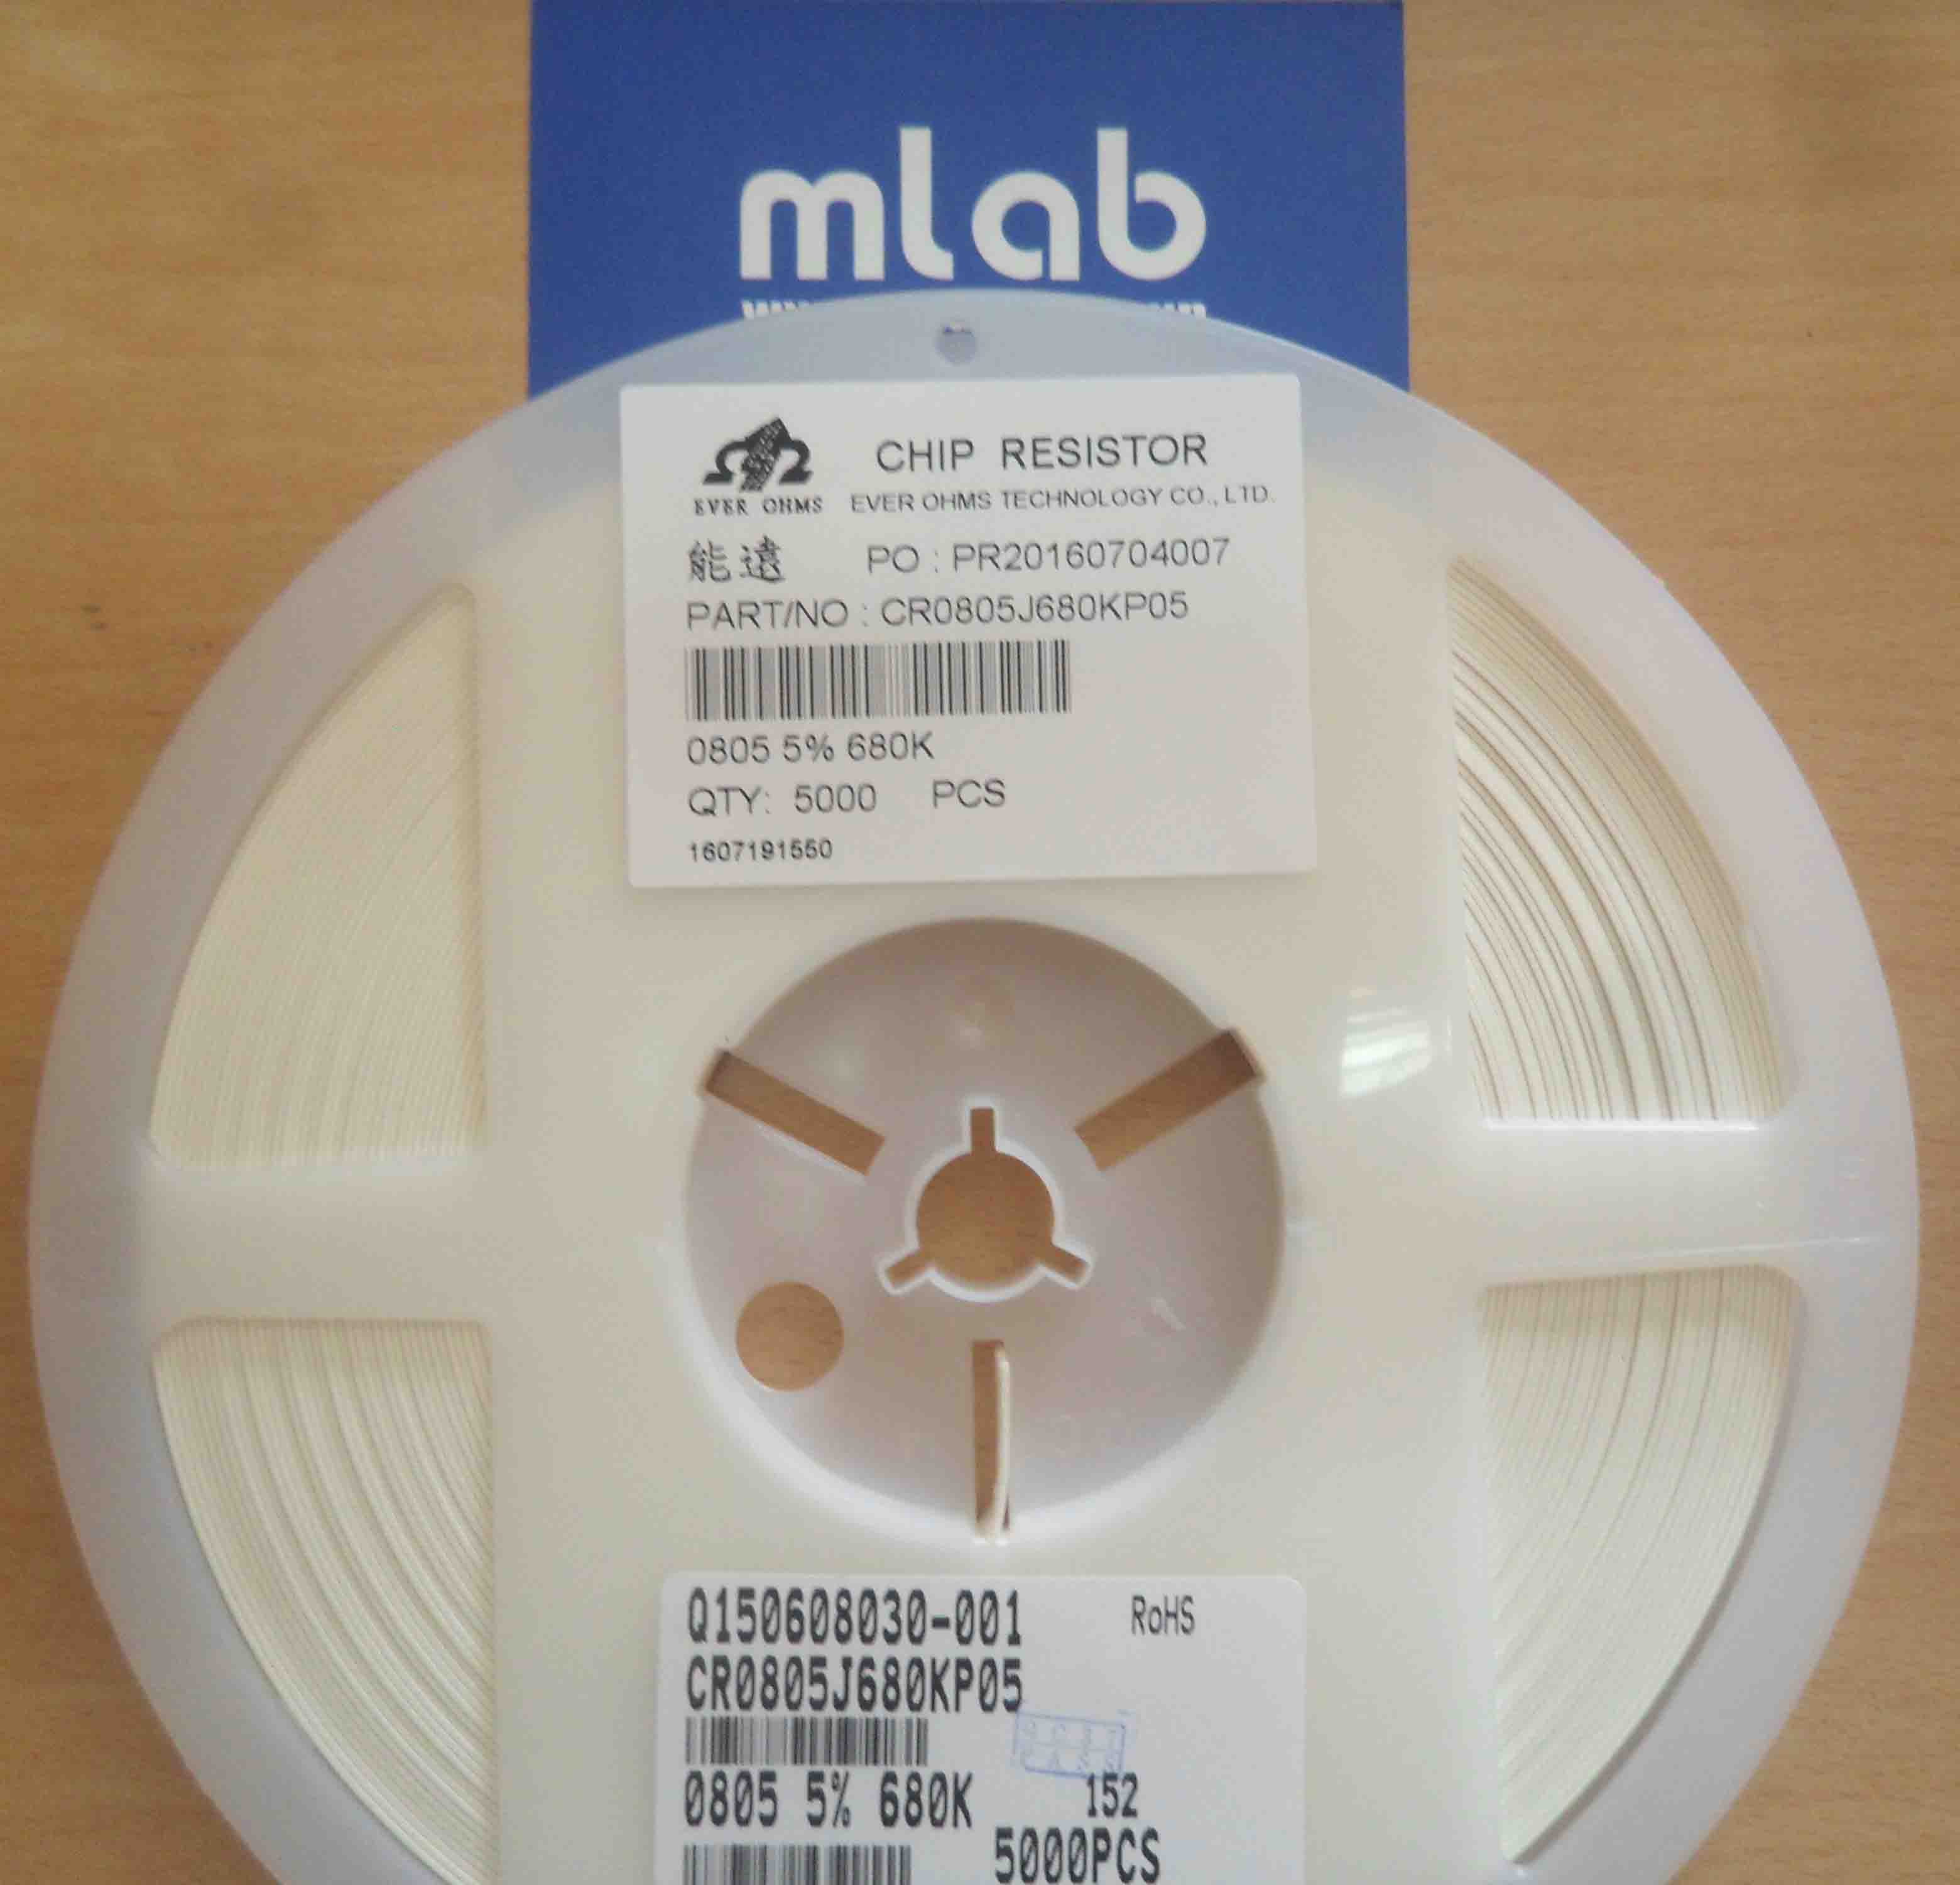 mlab
CHIP RESISTOR
EVER OHMS EVER OHMS TECHNOLOGY CO., LTD.
能遠 PO : PR20160704007
PART/NO : CR0805J680KP05
0805 5% 680K
QTY: 5000 PCS
1607191550
Q150608030-001 RoHS
CR0805J680KP05
0805 5% 680K 152
5000PCS